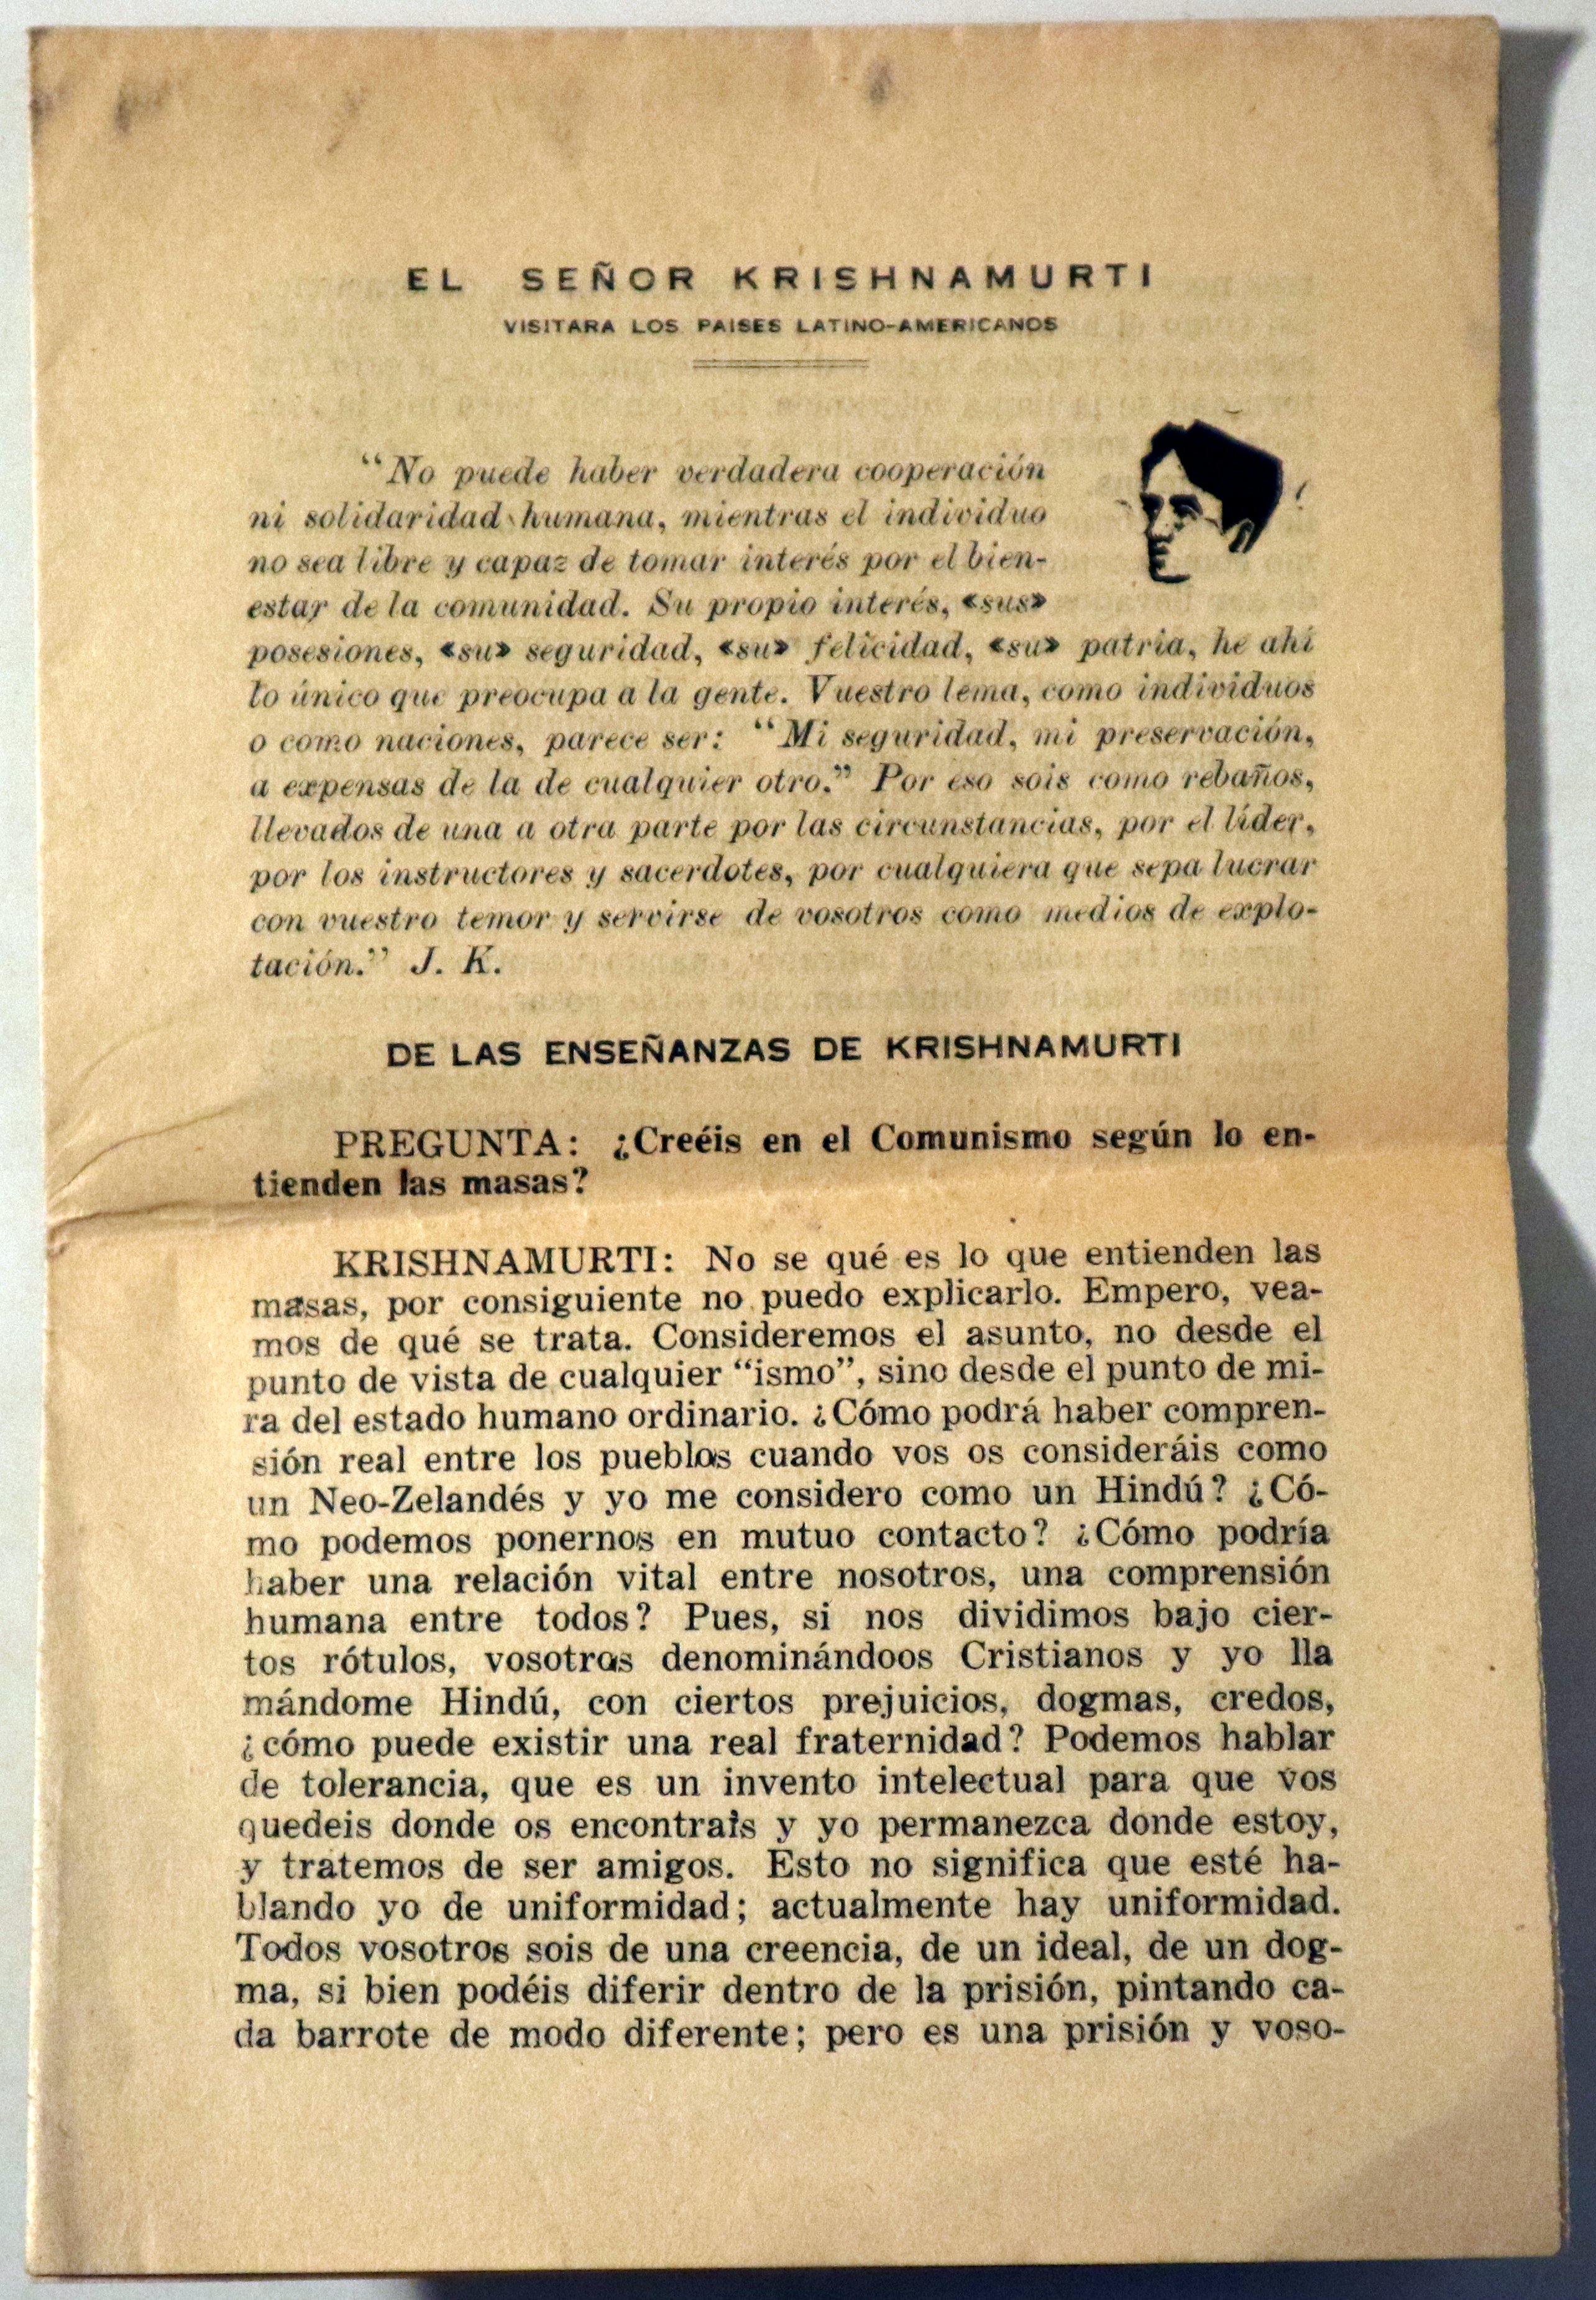 EL SEÑOR KRISHNAMURTI
VISITARA LOS PAISES LATINO-AMERICANOS
“No puede haber verdadera cooperación
ni solidaridad humana, mientras el individuo
no sea libre y capaz de tomar interés por el bien-
estar de la comunidad. Su propio interés, «sus»
posesiones, «su» seguridad, «su» felicidad, «su» patria, he ahí
lo único que preocupa a la gente. Vuestro lema, como individuos
o como naciones, parece ser: “Mi seguridad, mi preservación,
a expensas de la de cualquier otro.” Por eso sois como rebaños,
llevados de una a otra parte por las circunstancias, por el líder,
por los instructores y sacerdotes, por cualquiera que sepa lucrar
con vuestro temor y servirse de vosotros como medios de explo-
tación.” J. K.
DE LAS ENSEÑANZAS DE KRISHNAMURTI
PREGUNTA: ¿Creéis en el Comunismo según lo en-
tienden las masas?
KRISHNAMURTI: No se qué es lo que entienden las
masas, por consiguiente no puedo explicarlo. Empero, vea-
mos de qué se trata. Consideremos el asunto, no desde el
punto de vista de cualquier “ismo”, sino desde el punto de mi-
ra del estado humano ordinario. ¿Cómo podrá haber compren-
sión real entre los pueblos cuando vos os consideráis como
un Neo-Zelandés y yo me considero como un Hindú? ¿Có-
mo podemos ponernos en mutuo contacto? ¿Cómo podría
haber una relación vital entre nosotros, una comprensión
humana entre todos? Pues, si nos dividimos bajo cier-
tos rótulos, vosotros denominándoos Cristianos y yo lla
mándome Hindú, con ciertos prejuicios, dogmas, credos,
¿cómo puede existir una real fraternidad? Podemos hablar
de tolerancia, que es un invento intelectual para que vos
quedeis donde os encontrais y yo permanezca donde estoy,
y tratemos de ser amigos. Esto no significa que esté ha-
blando yo de uniformidad; actualmente hay uniformidad.
Todos vosotros sois de una creencia, de un ideal, de un dog-
ma, si bien podéis diferir dentro de la prisión, pintando ca-
da barrote de modo diferente; pero es una prisión y voso-